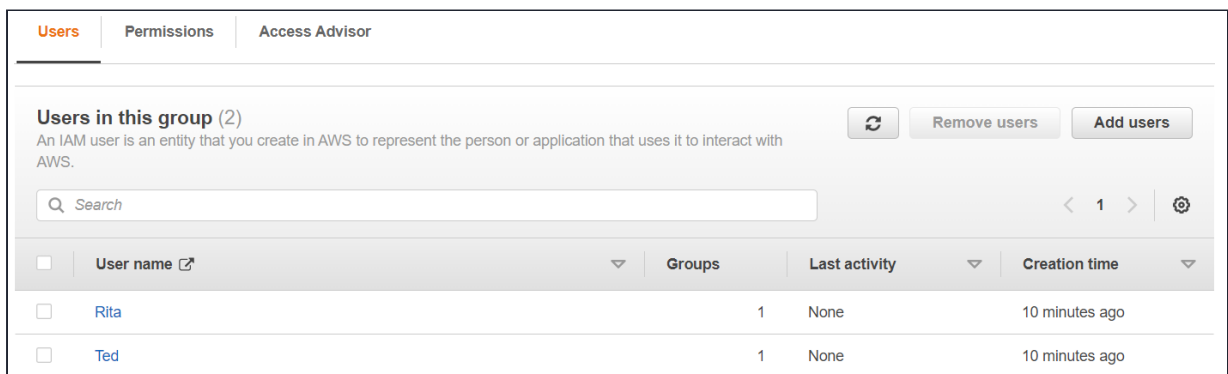 Users Permissions Access Advisor
Users in this group (2)
An IAM user is an entity that you create in AWS to represent the person or application that uses it to interact with
AWS.
Remove users Add users
Search
1
User name Groups Last activity Creation time
Rita 1 None 10 minutes ago
Ted 1 None 10 minutes ago